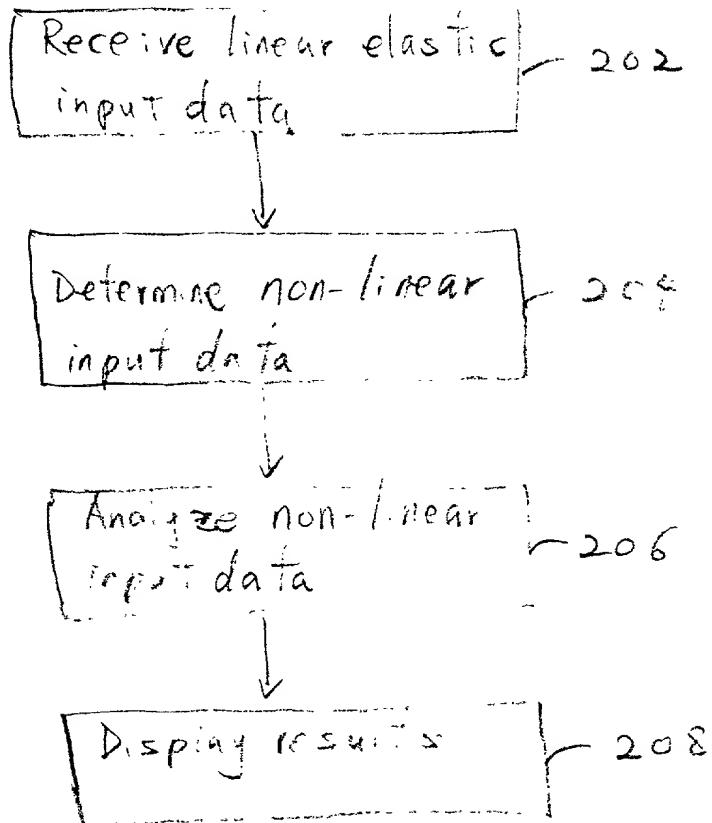 Receive linear elastic
input data
202
Determine non-linear
input data
204
Analyze non-linear
input data
206
Display results
208